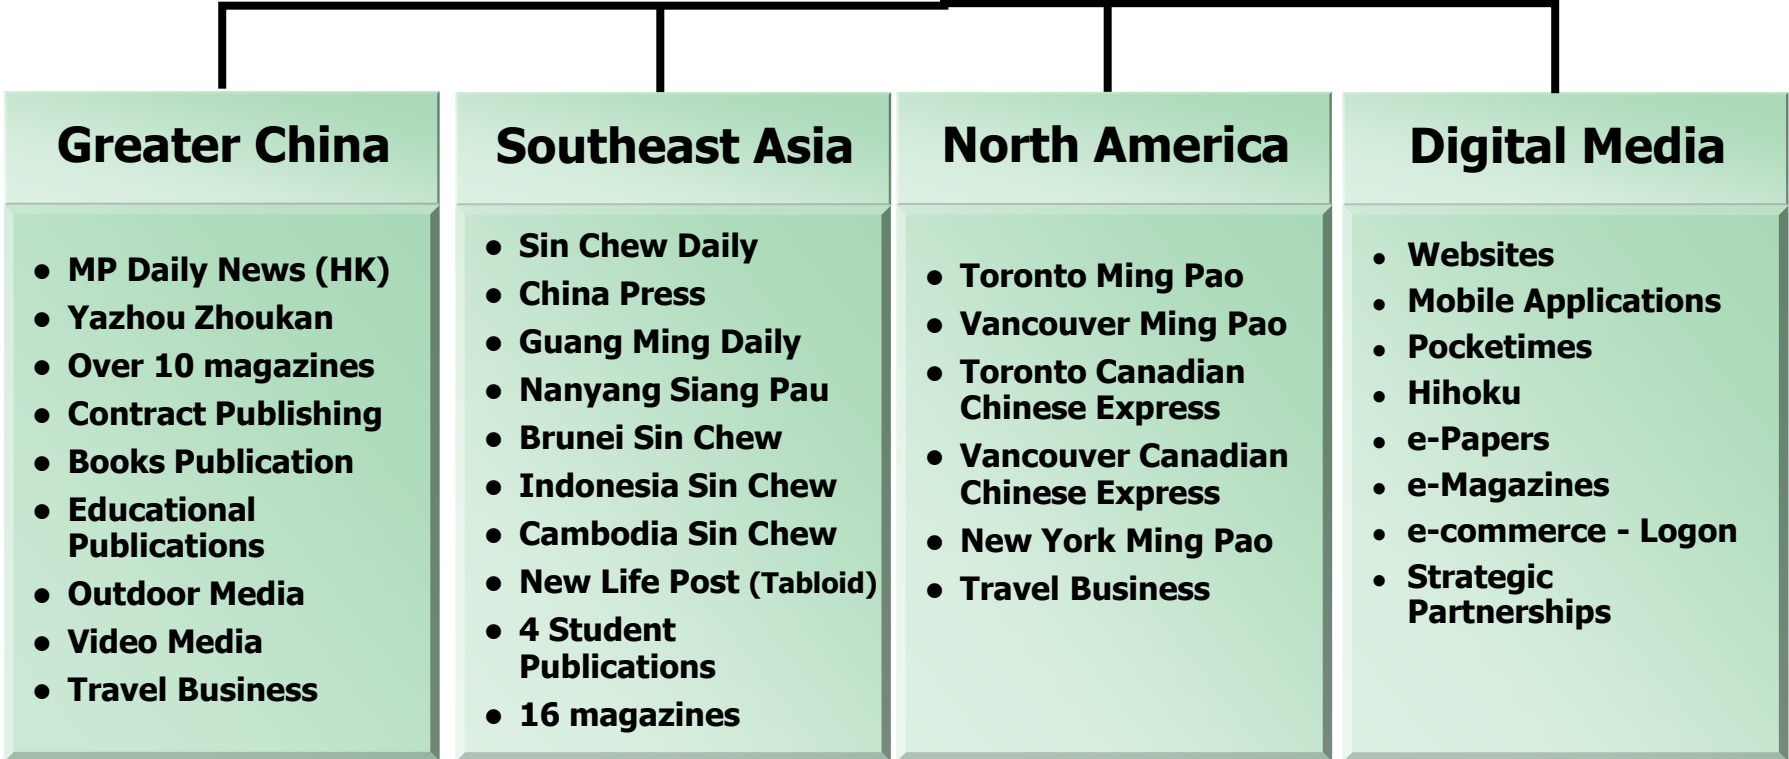 Greater China
● MP Daily News (HK)
● Yazhou Zhoukan
● Over 10 magazines
● Contract Publishing
● Books Publication
● Educational
Publications
● Outdoor Media
● Video Media
● Travel Business
Southeast Asia
● Sin Chew Daily
● China Press
● Guang Ming Daily
● Nanyang Siang Pau
● Brunei Sin Chew
● Indonesia Sin Chew
● Cambodia Sin Chew
● New Life Post (Tabloid)
● 4 Student
Publications
● 16 magazines
North America
● Toronto Ming Pao
● Vancouver Ming Pao
● Toronto Canadian
Chinese Express
● Vancouver Canadian
Chinese Express
● New York Ming Pao
● Travel Business
Digital Media
● Websites
● Mobile Applications
● Pocketimes
● Hihoku
● e-Papers
● e-Magazines
● e-commerce - Logon
● Strategic
Partnerships